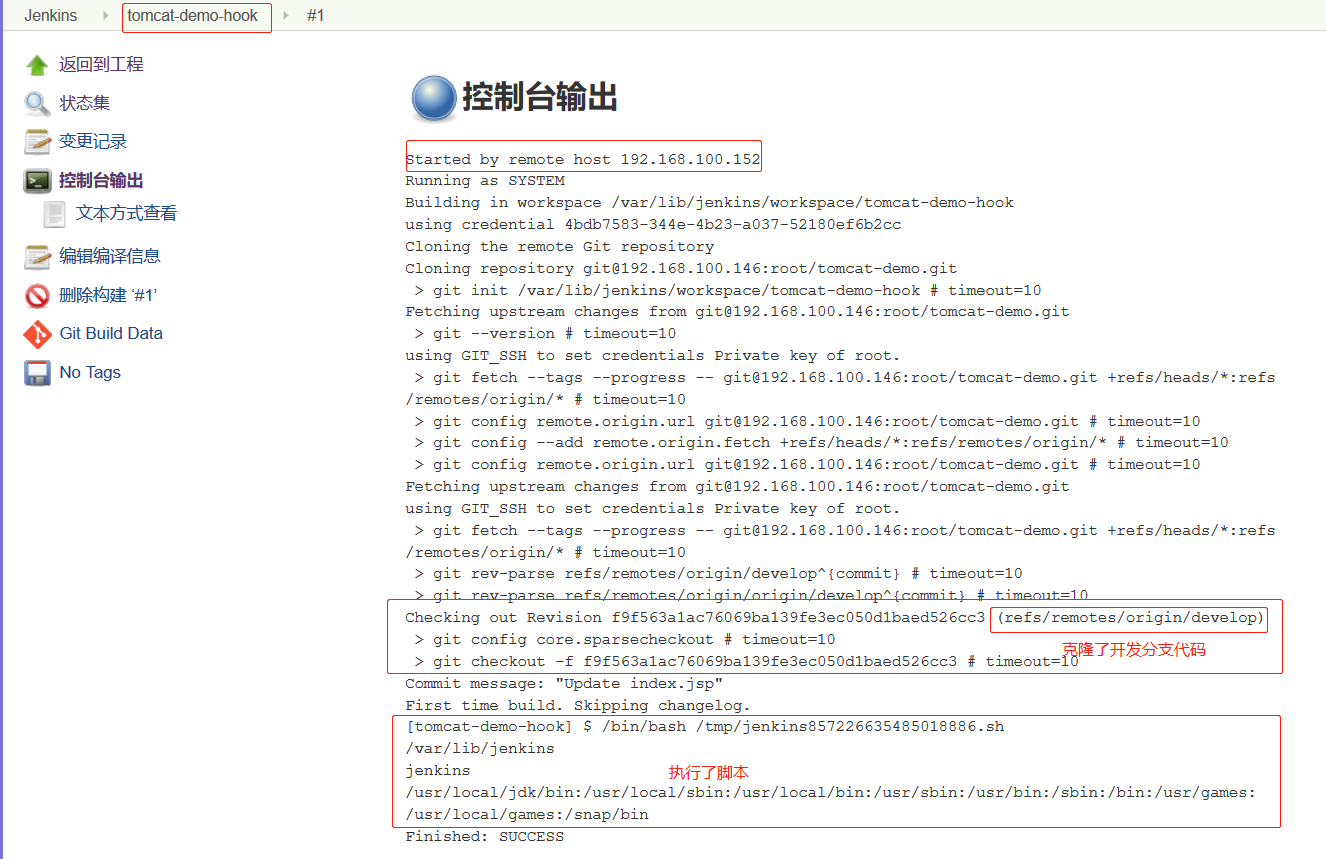 Jenkins tomcat-demo-hook #1
返回到工程
状态集
变更记录
控制台输出
文本方式查看
编辑编译信息
删除构建 '#1'
Git Build Data
No Tags
控制台输出
Started by remote host 192.168.100.152
Running as SYSTEM
Building in workspace /var/lib/jenkins/workspace/tomcat-demo-hook
using credential 4bdb7583-344e-4b23-a037-52180ef6b2cc
Cloning the remote Git repository
Cloning repository git@192.168.100.146:root/tomcat-demo.git
> git init /var/lib/jenkins/workspace/tomcat-demo-hook # timeout=10
Fetching upstream changes from git@192.168.100.146:root/tomcat-demo.git
> git --version # timeout=10
using GIT_SSH to set credentials Private key of root.
> git fetch --tags --progress -- git@192.168.100.146:root/tomcat-demo.git +refs/heads/*:refs
/remotes/origin/* # timeout=10
> git config remote.origin.url git@192.168.100.146:root/tomcat-demo.git # timeout=10
> git config --add remote.origin.fetch +refs/heads/*:refs/remotes/origin/* # timeout=10
> git config remote.origin.url git@192.168.100.146:root/tomcat-demo.git # timeout=10
Fetching upstream changes from git@192.168.100.146:root/tomcat-demo.git
using GIT_SSH to set credentials Private key of root.
> git fetch --tags --progress -- git@192.168.100.146:root/tomcat-demo.git +refs/heads/*:refs
/remotes/origin/* # timeout=10
> git rev-parse refs/remotes/origin/develop^{commit} # timeout=10
> git rev-parse refs/remotes/origin/origin/develop^{commit} # timeout=10
Checking out Revision f9f563a1ac76069ba139fe3ec050d1baed526cc3 (refs/remotes/origin/develop)
> git config core.sparsecheckout # timeout=10
克隆了开发分支代码
> git checkout -f f9f563a1ac76069ba139fe3ec050d1baed526cc3 # timeout=10
Commit message: "Update index.jsp"
First time build. Skipping changelog.
[tomcat-demo-hook] $ /bin/bash /tmp/jenkins857226635485018886.sh
/var/lib/jenkins
jenkins
执行了脚本
/usr/local/jdk/bin:/usr/local/sbin:/usr/local/bin:/usr/sbin:/usr/bin:/sbin:/bin:/usr/games:
/usr/local/games:/snap/bin
Finished: SUCCESS